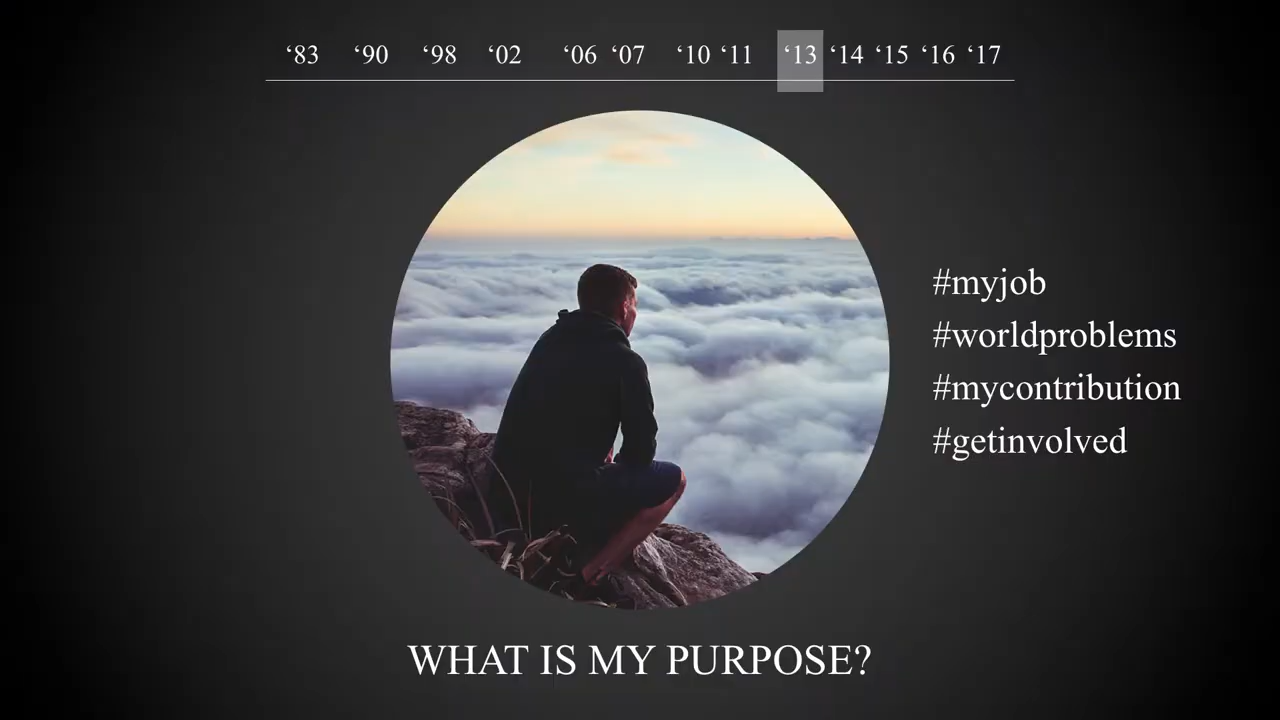 ‘83 ‘90 ‘98 ‘02 ‘06 ‘07 ‘10 ‘11 ‘13 ‘14 ‘15 ‘16 ‘17
#myjob
#worldproblems
#mycontribution
#getinvolved
WHAT IS MY PURPOSE?